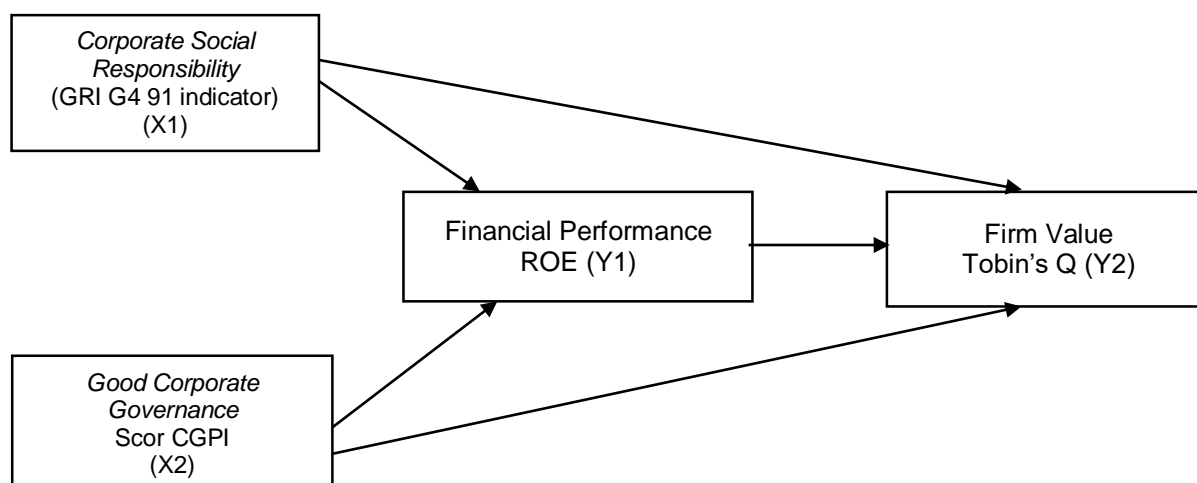 Corporate Social
Responsibility
(GRI G4 91 indicator)
(X1)
Financial Performance
ROE (Y1)
Firm Value
Tobin’s Q (Y2)
Good Corporate
Governance
Scor CGPI
(X2)